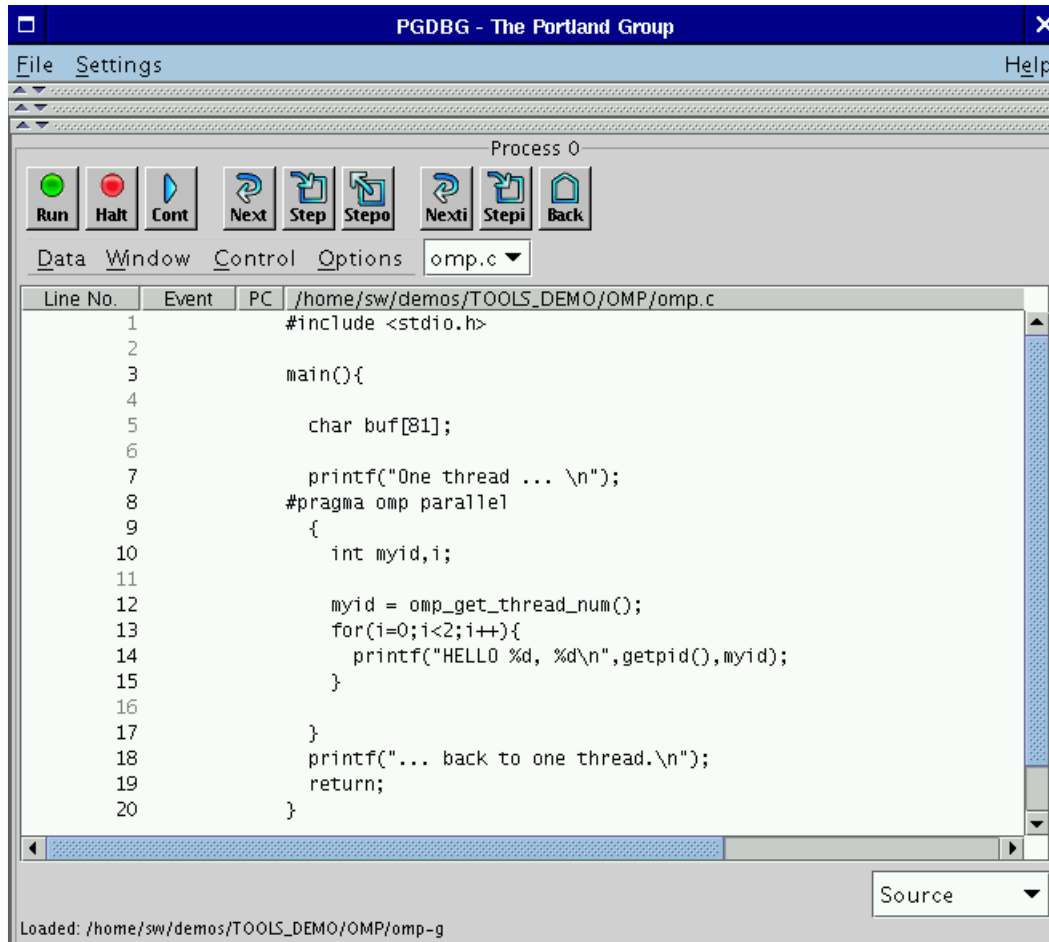 PGDBG - The Portland Group
File Settings Help
Process 0
Run Halt Cont Next Step Stepo Nexti Stepi Back
Data Window Control Options omp.c
Line No. Event PC /home/sw/demos/TOOLS_DEMO/OMP/omp.c
1 #include <stdio.h>
2
3 main(){
4
5 char buf[81];
6
7 printf("One thread ... \n");
8 #pragma omp parallel
9 {
10 int myid,i;
11
12 myid = omp_get_thread_num();
13 for(i=0;i<2;i++){
14 printf("HELLO %d, %d\n",getpid(),myid);
15 }
16
17 }
18 printf("... back to one thread.\n");
19 return;
20 }
Source
Loaded: /home/sw/demos/TOOLS_DEMO/OMP/omp-g